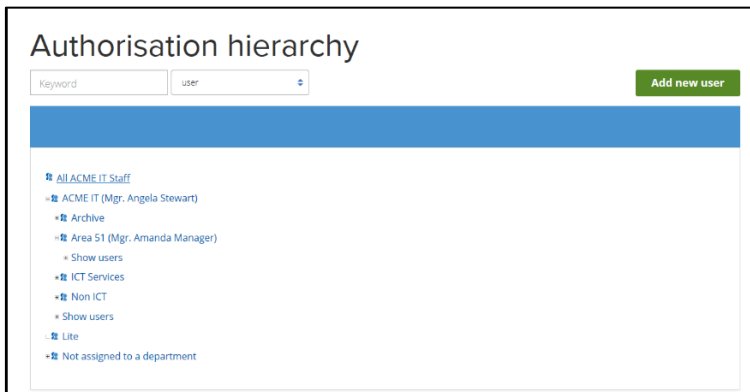 Authorisation hierarchy
Keyword user Add new user
All ACME IT Staff
ACME IT (Mgr. Angela Stewart)
Archive
Area 51 (Mgr. Amanda Manager)
Show users
ICT Services
Non ICT
Show users
Lite
Not assigned to a department